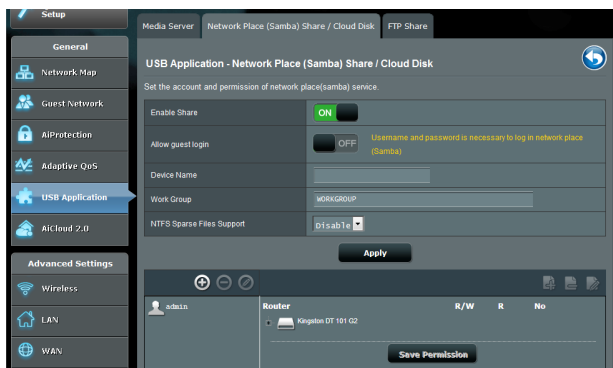 Setup
General
Network Map
Guest Network
AiProtection
Adaptive QoS
USB Application
AiCloud 2.0
Advanced Settings
Wireless
LAN
WAN
Media Server Network Place (Samba) Share / Cloud Disk FTP Share
USB Application - Network Place (Samba) Share / Cloud Disk
Set the account and permission of network place(samba) service.
Enable Share ON
Allow guest login OFF Username and password is necessary to log in network place
(Samba)
Device Name
Work Group WORKGROUP
NTFS Sparse Files Support Disable
Apply
admin Router R/W R No
Kingston DT 101 G2
Save Permission